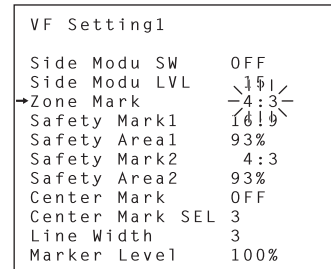 VF Setting1
Side Modu SW OFF
Side Modu LVL 15
→Zone Mark 4:3
Safety Mark1 16:9
Safety Area1 93%
Safety Mark2 4:3
Safety Area2 93%
Center Mark OFF
Center Mark SEL 3
Line Width 3
Marker Level 100%